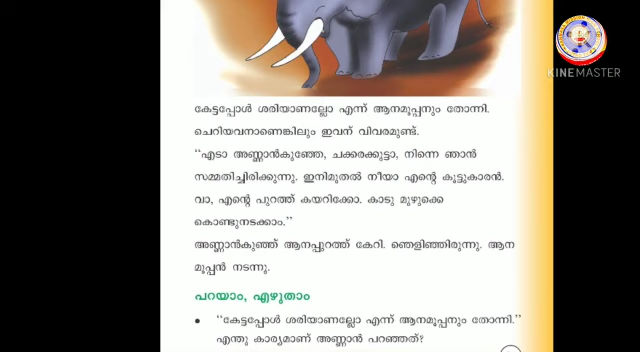 KINEMASTER
കേട്ടപ്പോൾ ശരിയാണല്ലോ എന്ന് ആനമൂപ്പനും തോന്നി.
ചെറിയവനാണെങ്കിലും ഇവന് വിവരമുണ്ട്.
“എടാ അണ്ണാൻകുഞ്ഞേ, ചക്കരക്കുട്ടാ, നിന്നെ ഞാൻ
സമ്മതിച്ചിരിക്കുന്നു. ഇനിമുതൽ നീയാ എന്റെ കൂട്ടുകാരൻ.
വാ, എന്റെ പുറത്ത് കയറിക്കോ. കാടു മുഴുക്കെ
കൊണ്ടുനടക്കാം.”
അണ്ണാൻകുഞ്ഞ് ആനപ്പുറത്ത് കേറി. ഞെളിഞ്ഞിരുന്നു. ആന
മൂപ്പൻ നടന്നു.
പറയാം, എഴുതാം
• “കേട്ടപ്പോൾ ശരിയാണല്ലോ എന്ന് ആനമൂപ്പനും തോന്നി.”
എന്തു കാര്യമാണ് അണ്ണാൻ പറഞ്ഞത്?